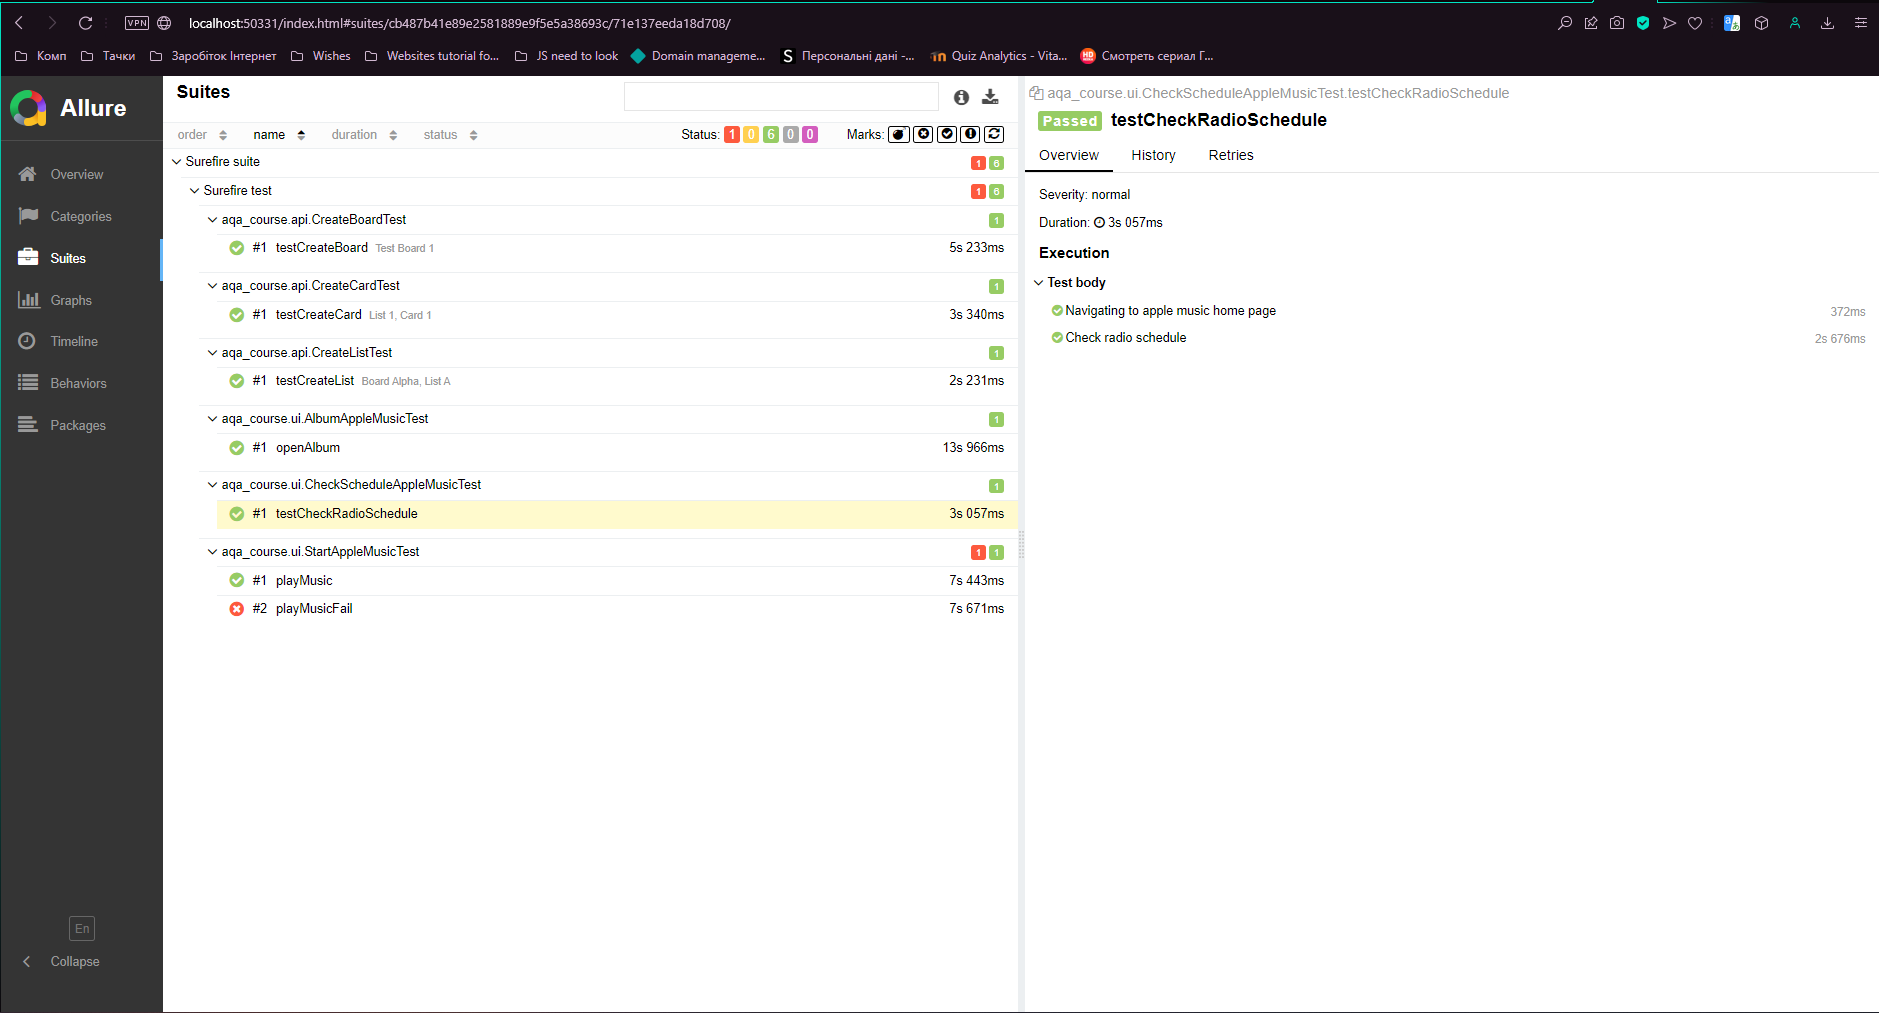 VPN localhost:50331/index.html#suites/cb487b41e89e2581889e9f5e5a38693c/71e137eeda18d708/
Комп Тачки Заробіток Інтернет Wishes Websites tutorial fo... JS need to look Domain manageme... S Персональні дані -... Quiz Analytics - Vita... HD Смотреть сериал Г...
Allure
Overview
Categories
Suites
Graphs
Timeline
Behaviors
Packages
En
Collapse
Suites
order name duration status Status: 1 0 6 0 0 Marks:
Surefire suite 1 6
Surefire test 1 6
aqa_course.api.CreateBoardTest 1
#1 testCreateBoard Test Board 1 5s 233ms
aqa_course.api.CreateCardTest 1
#1 testCreateCard List 1, Card 1 3s 340ms
aqa_course.api.CreateListTest 1
#1 testCreateList Board Alpha, List A 2s 231ms
aqa_course.ui.AlbumAppleMusicTest 1
#1 openAlbum 13s 966ms
aqa_course.ui.CheckScheduleAppleMusicTest 1
#1 testCheckRadioSchedule 3s 057ms
aqa_course.ui.StartAppleMusicTest 1 1
#1 playMusic 7s 443ms
#2 playMusicFail 7s 671ms
aqa_course.ui.CheckScheduleAppleMusicTest.testCheckRadioSchedule
Passed testCheckRadioSchedule
Overview History Retries
Severity: normal
Duration: 3s 057ms
Execution
Test body
Navigating to apple music home page 372ms
Check radio schedule 2s 676ms